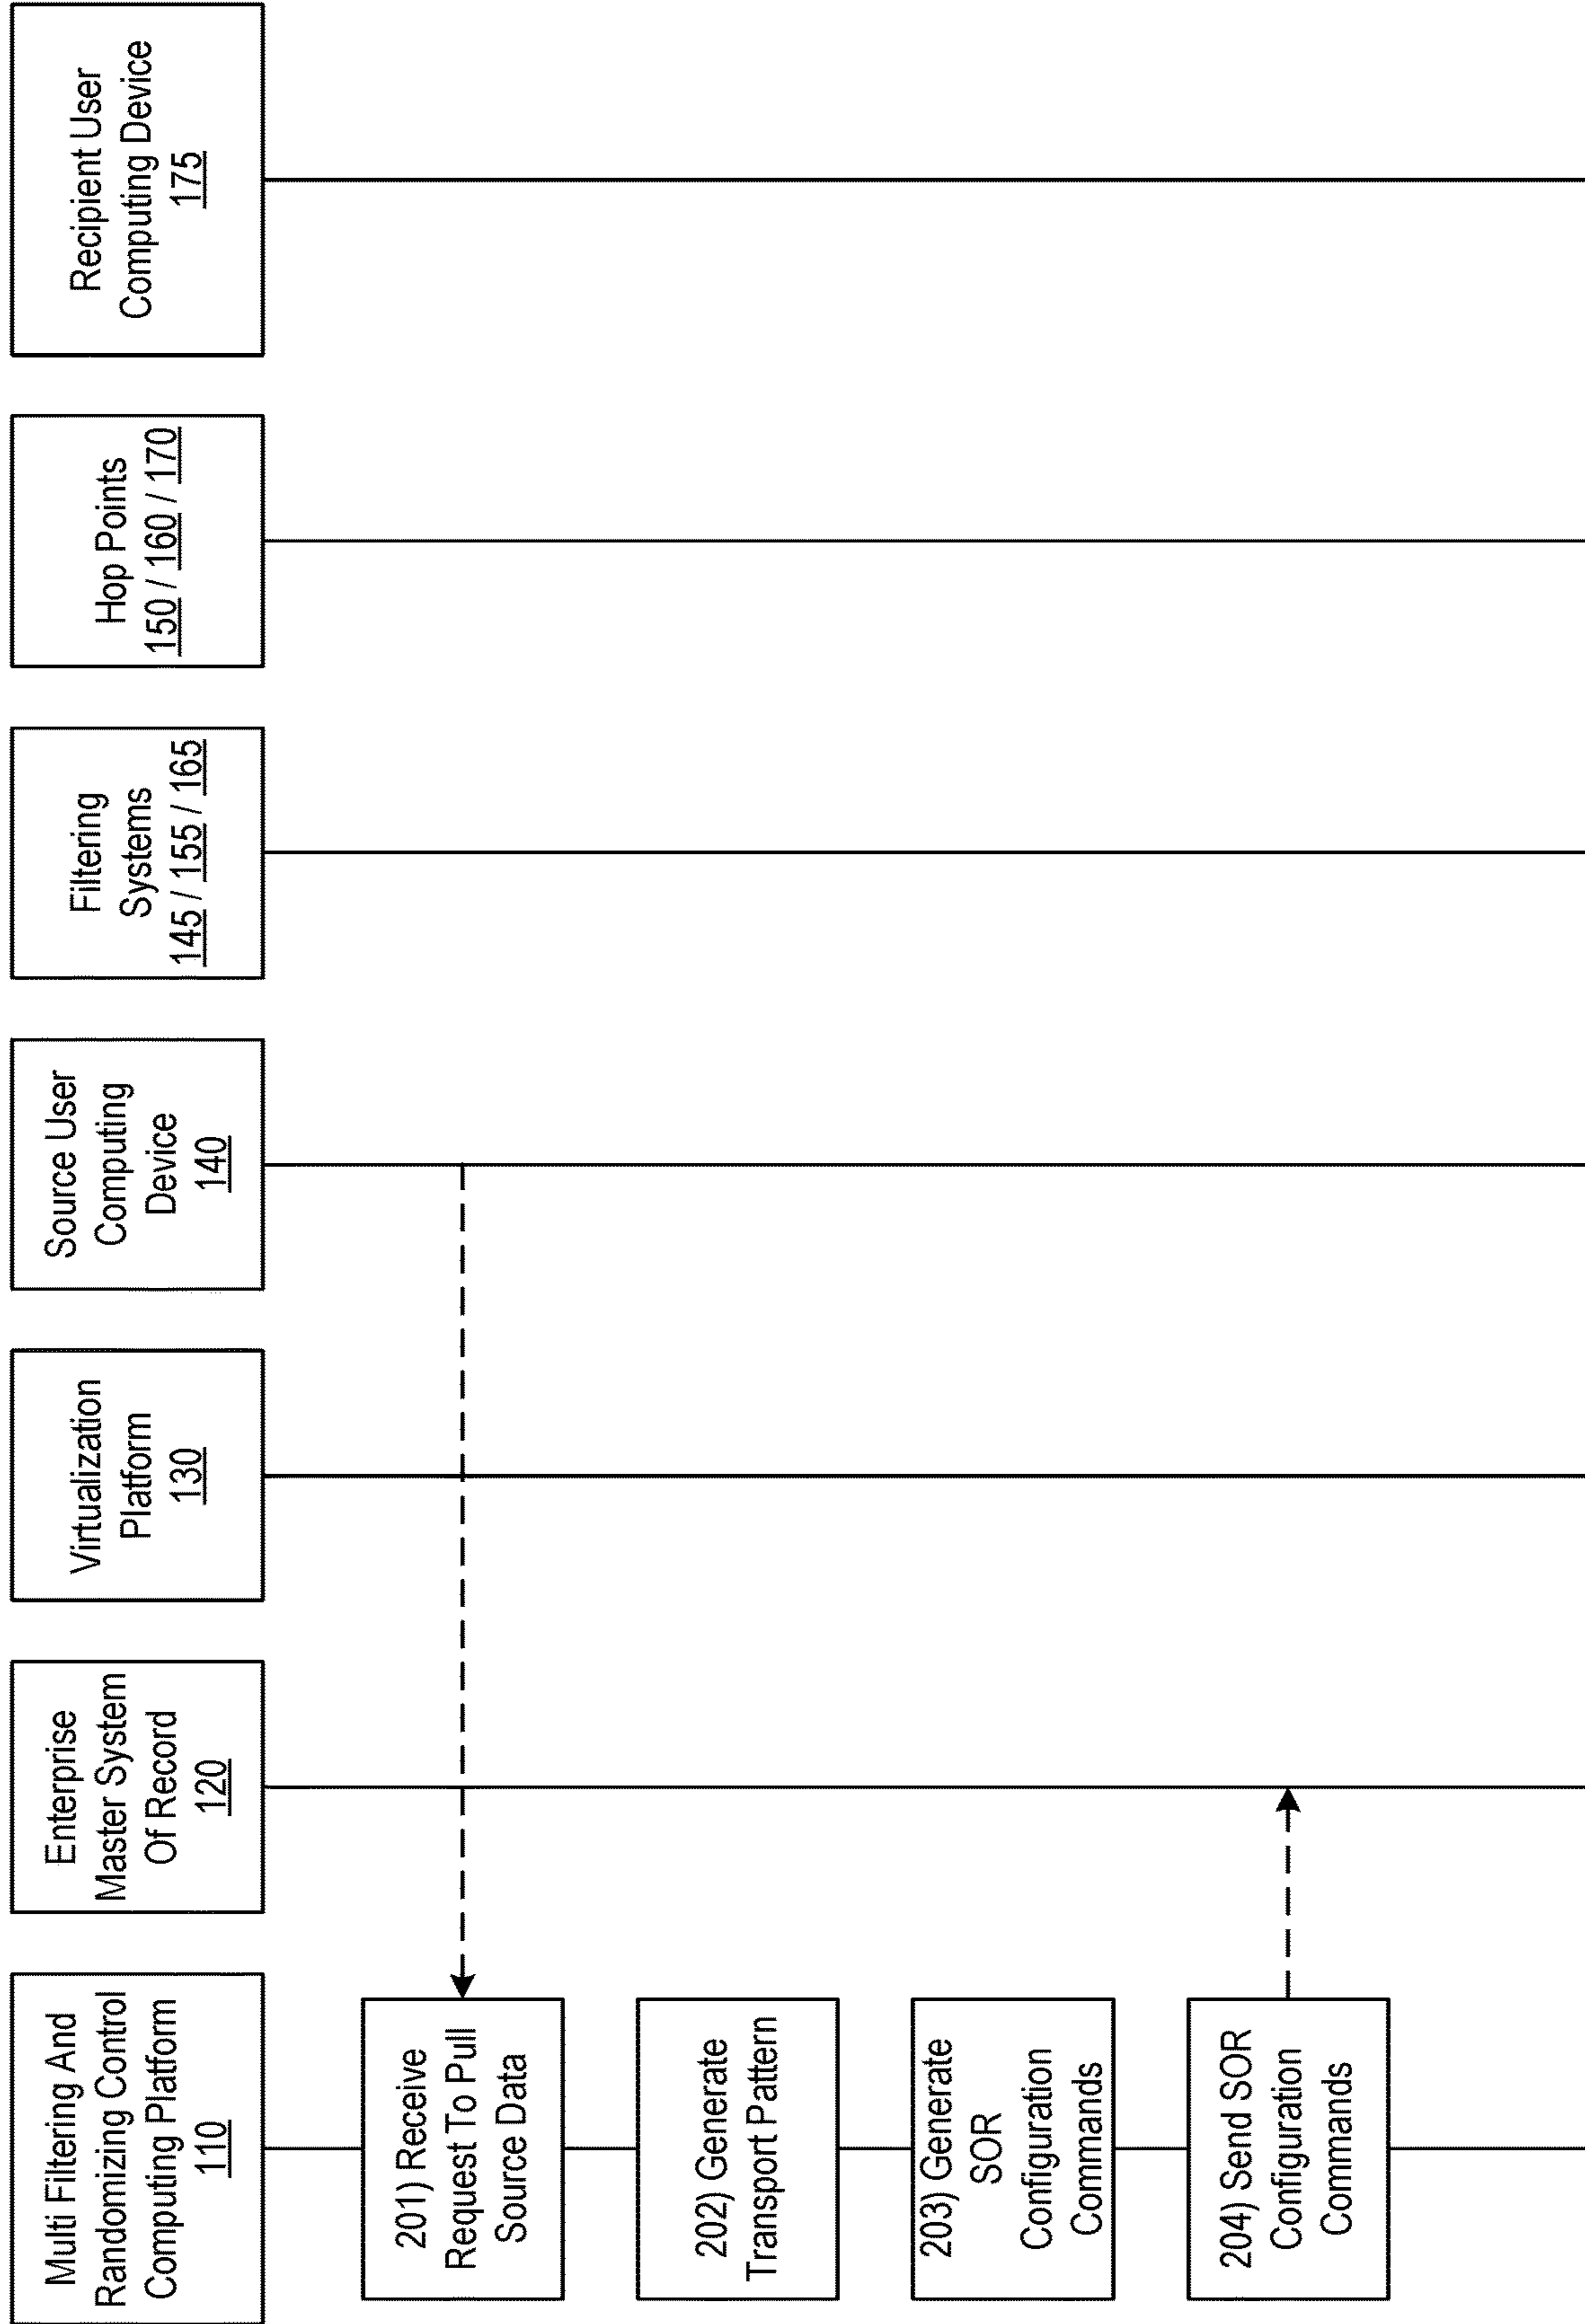 Multi Filtering And
Randomizing Control
Computing Platform
110
Enterprise
Master System
Of Record
120
Virtualization
Platform
130
Source User
Computing
Device
140
Filtering
Systems
145 / 155 / 165
Hop Points
150 / 160 / 170
Recipient User
Computing Device
175
201) Receive
Request To Pull
Source Data
202) Generate
Transport Pattern
203) Generate
SOR
Configuration
Commands
204) Send SOR
Configuration
Commands